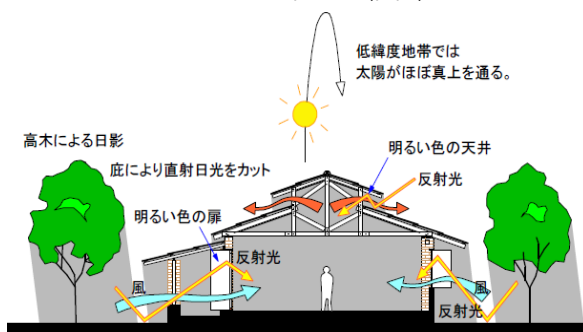 低緯度地帯では
太陽がほぼ真上を通る。
高木による日影
明るい色の天井
庇により直射日光をカット
反射光
明るい色の扉
反射光
風
風
反射光